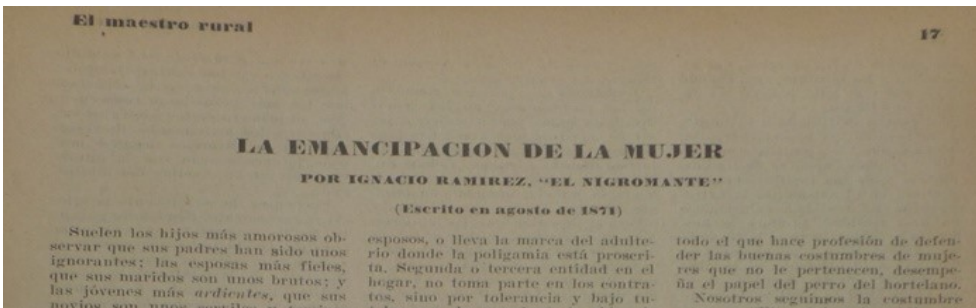 El maestro rural
17
LA EMANCIPACION DE LA MUJER
POR IGNACIO RAMIREZ, "EL NIGROMANTE"
(Escrito en agosto de 1871)
Suelen los hijos más amorosos ob-
servar que sus padres han sido unos
ignorantes; las esposas más fieles,
que sus maridos son unos brutos; y
las jóvenes más ardientes, que sus
novios son unos
esposos, o lleva la marca del adulte-
rio donde la poligamia está proscri-
ta. Segunda o tercera entidad en el
hogar, no toma parte en los contra-
tos, sino por tolerancia y bajo tu-
todo el que hace profesión de defen-
der las buenas costumbres de muje-
res que no le pertenecen, desempe-
ña el papel del perro del hortelano.
Nosotros seguimos la costumbre